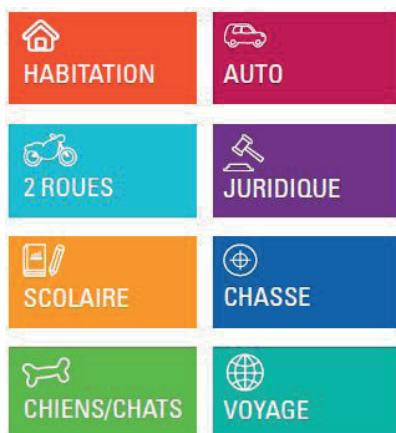 HABITATION
AUTO
2 ROUES
JURIDIQUE
SCOLAIRE
CHASSE
CHIENS/CHATS
VOYAGE